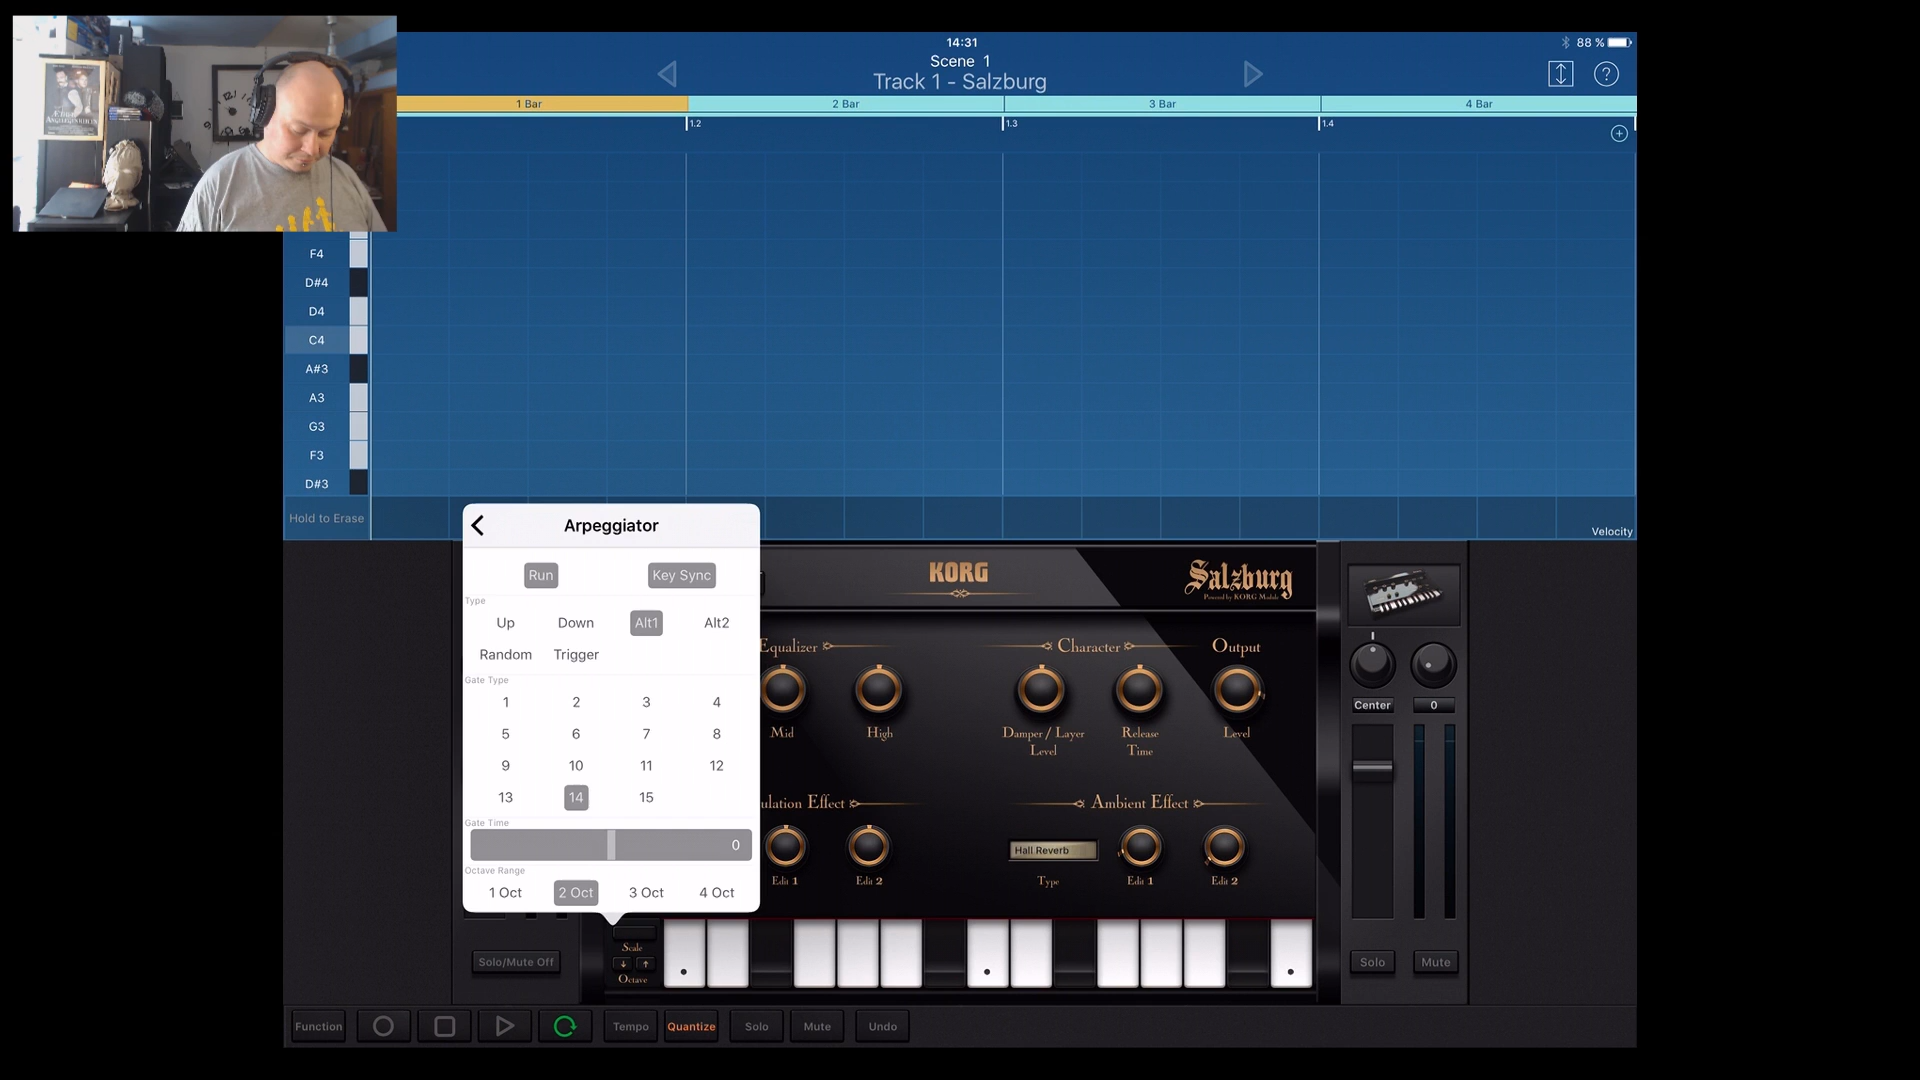 14:31
88 %
Scene 1
Track 1 - Salzburg
?
1 Bar
2 Bar
3 Bar
4 Bar
1.2
1.3
1.4
F4
D#4
D4
C4
A#3
A3
G3
F3
D#3
Hold to Erase
Velocity
Arpeggiator
Run
Key Sync
Type
Up
Down
Alt1
Alt2
Random
Trigger
Gate Type
1
2
3
4
5
6
7
8
9
10
11
12
13
14
15
Gate Time
0
Octave Range
1 Oct
2 Oct
3 Oct
4 Oct
KORG
Salzburg
Powered by KORG Module
Equalizer
Character
Output
Mid
High
Damper / Layer
Level
Release
Time
Level
ulation Effect
Ambient Effect
Edit 1
Edit 2
Hall Reverb
Type
Edit 1
Edit 2
Center
0
Solo/Mute Off
Scale
Octave
Solo
Mute
Function
Tempo
Quantize
Solo
Mute
Undo